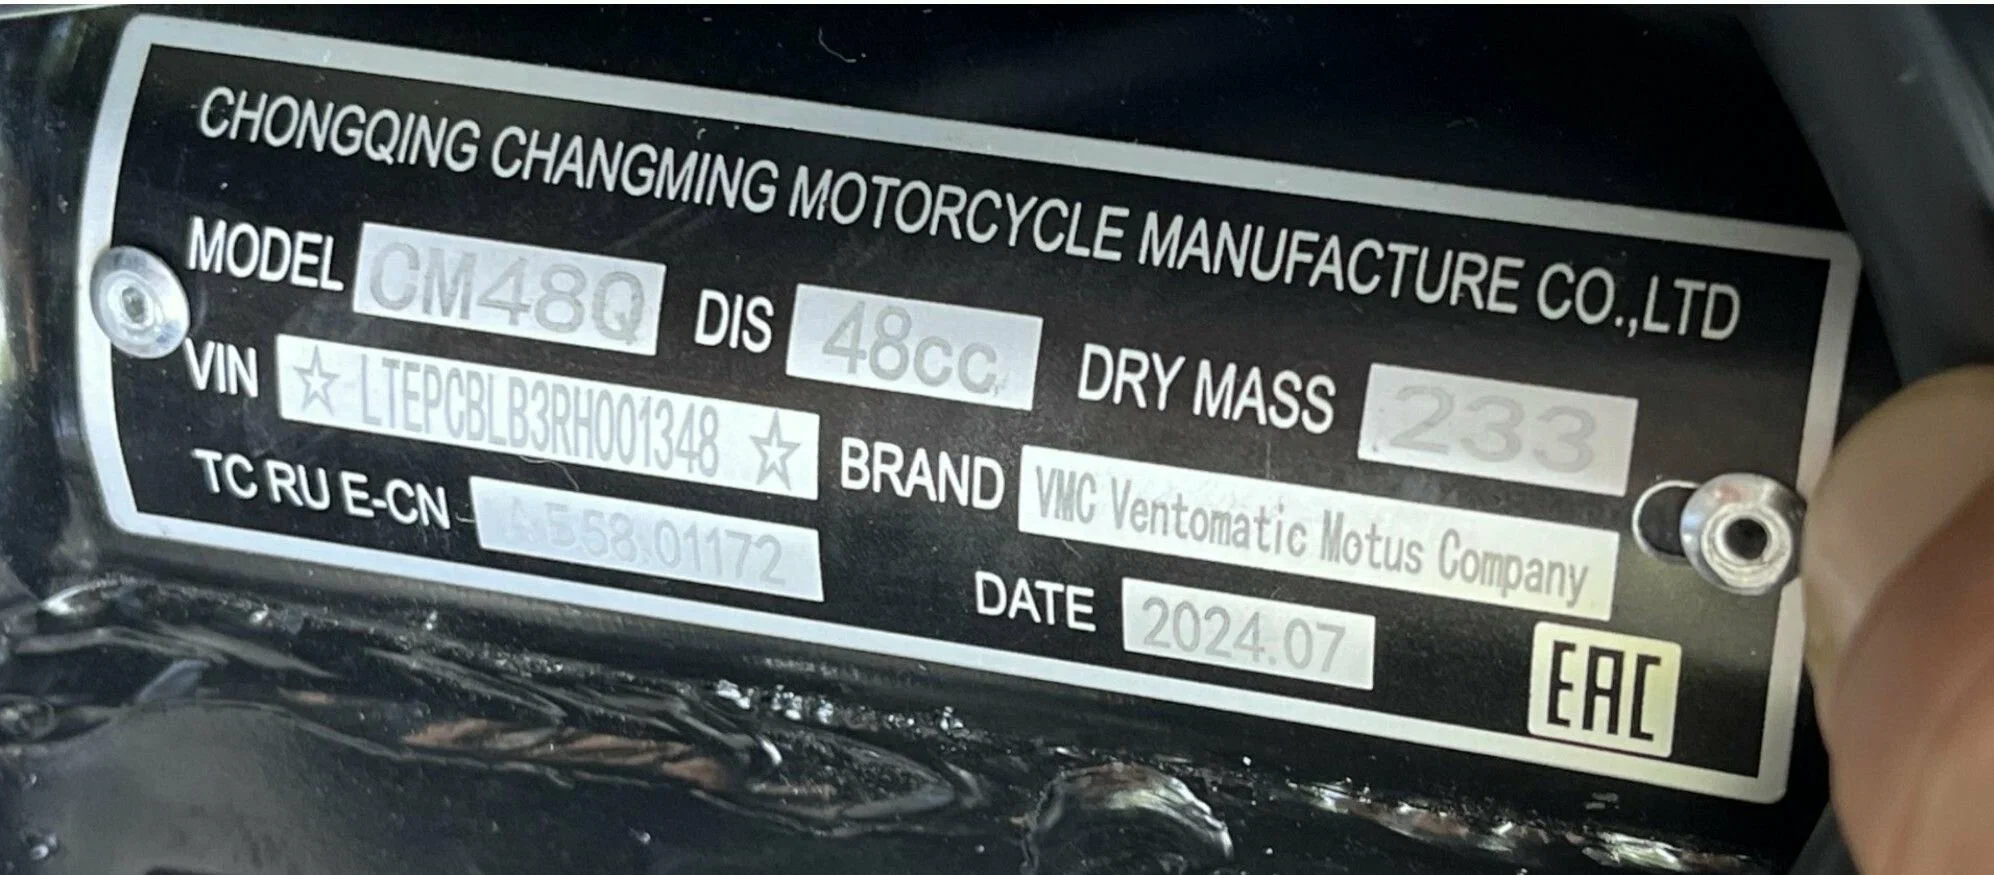 CHONGQING CHANGMING MOTORCYCLE MANUFACTURE CO.,LTD
MODEL CM48Q DIS 48cc DRY MASS 233
VIN ☆ LTEPCBLB3RH001348 ☆ BRAND VMC Ventomatic Motus Company
TC RU E-CN AB58.01172 DATE 2024.07
EAC